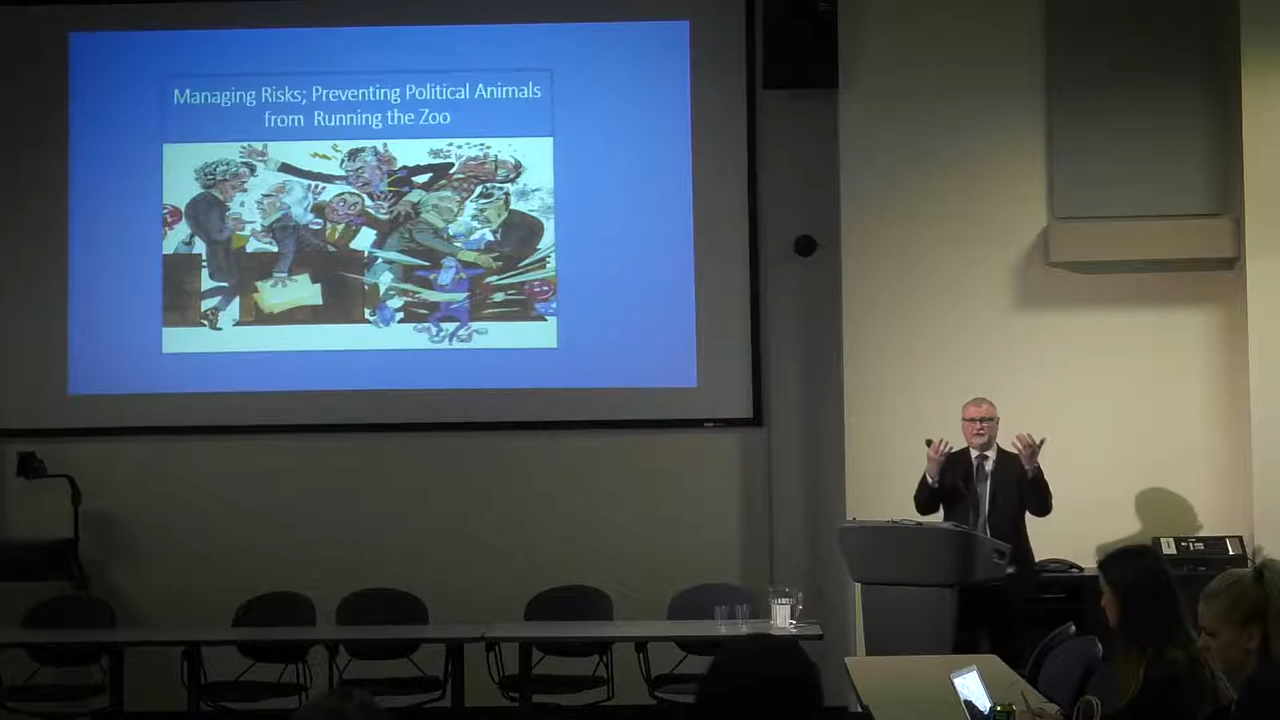 Managing Risks; Preventing Political Animals
from Running the Zoo